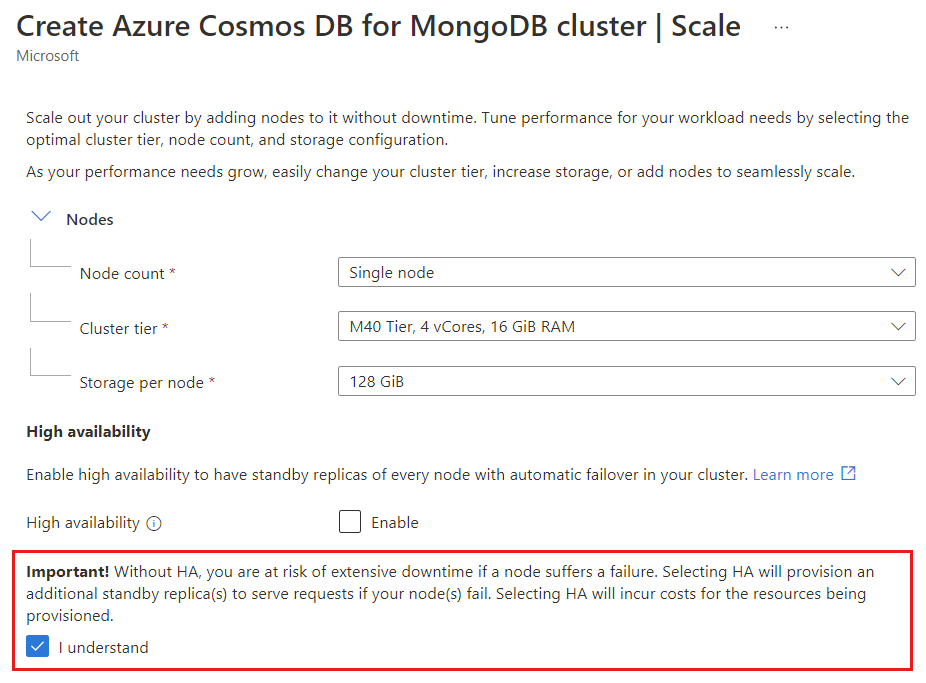 Create Azure Cosmos DB for MongoDB cluster | Scale ...
Microsoft
Scale out your cluster by adding nodes to it without downtime. Tune performance for your workload needs by selecting the
optimal cluster tier, node count, and storage configuration.
As your performance needs grow, easily change your cluster tier, increase storage, or add nodes to seamlessly scale.
Nodes
Node count * Single node
Cluster tier * M40 Tier, 4 vCores, 16 GiB RAM
Storage per node * 128 GiB
High availability
Enable high availability to have standby replicas of every node with automatic failover in your cluster. Learn more
High availability Enable
Important! Without HA, you are at risk of extensive downtime if a node suffers a failure. Selecting HA will provision an
additional standby replica(s) to serve requests if your node(s) fail. Selecting HA will incur costs for the resources being
provisioned.
I understand